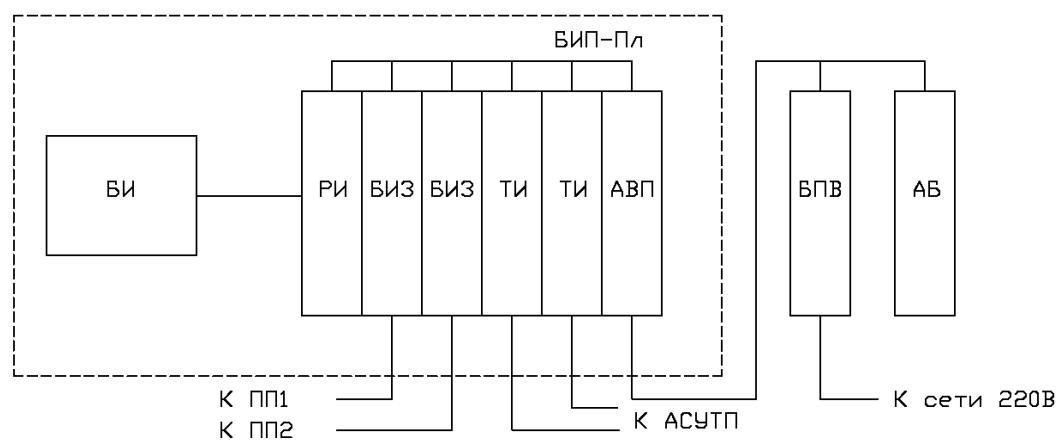 БИП-Пл
БИ
РИ
БИЗ
БИЗ
ТИ
ТИ
АВП
БПВ
АБ
К ПП1
К ПП2
К АСУТП
К сети 220В